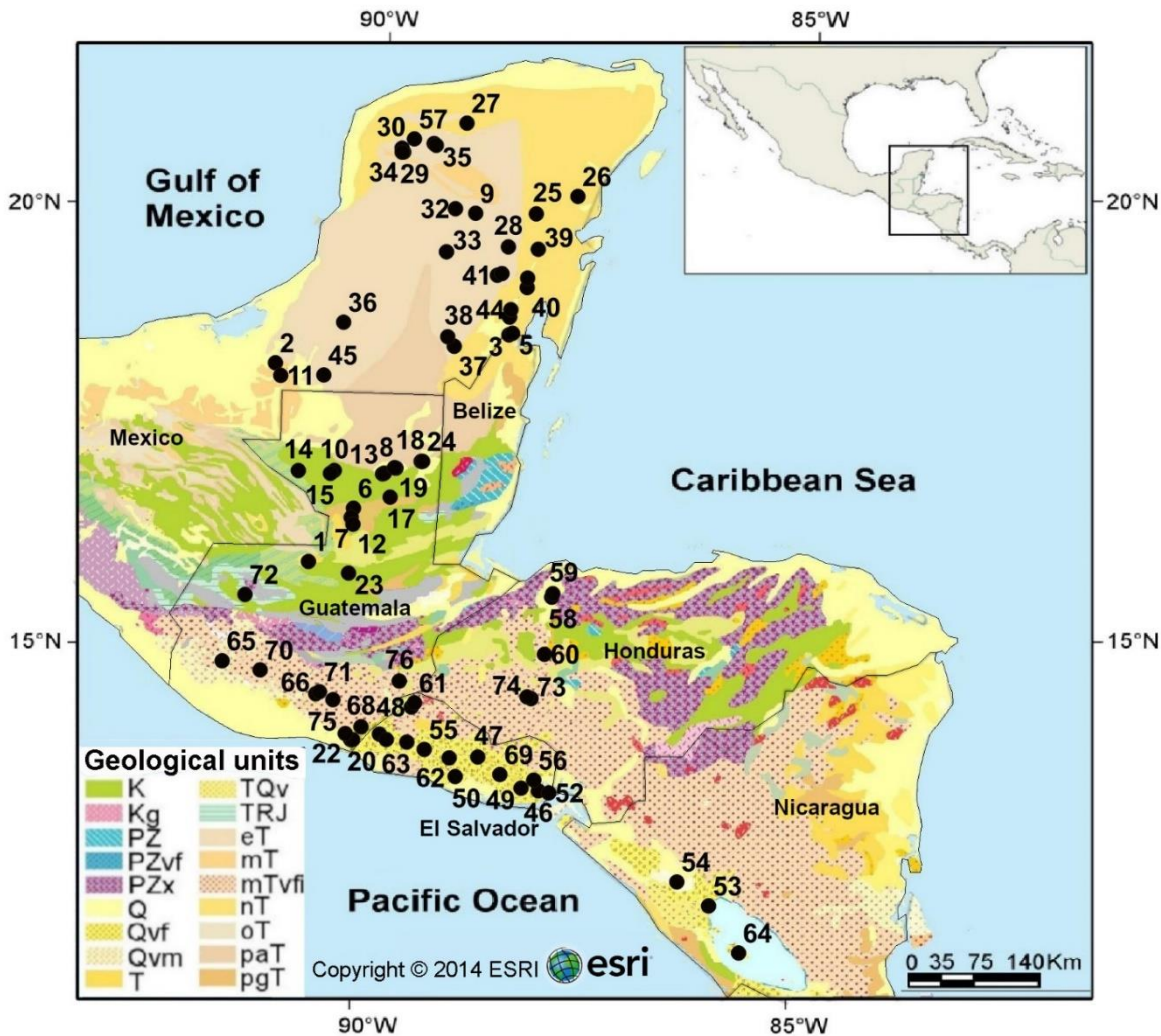 90°W 85°W
27
30 57
34 29 35
Gulf of
Mexico
20°N 20°N
32 9 25 26
28
33 39
41
36 44 40
38
2 3 5
11 45 37
Belize
Mexico
14 10 13 8 18 24
15 6 19
17
7 12
Caribbean Sea
1
72 23
Guatemala
59
58
15°N 15°N
65 70 76 60 Honduras
71 61 74 73
66 68 48
75 55 47
22 20 63 69 56
62 50 49 46 52
El Salvador
Nicaragua
54
53
64
Pacific Ocean
Geological units
K TQv
Kg TRJ
PZ eT
PZvf mT
PZx mTvfi
Q nT
Qvf oT
Qvm paT
T pgT
Copyright © 2014 ESRI esri
0 35 75 140 Km
90°W 85°W